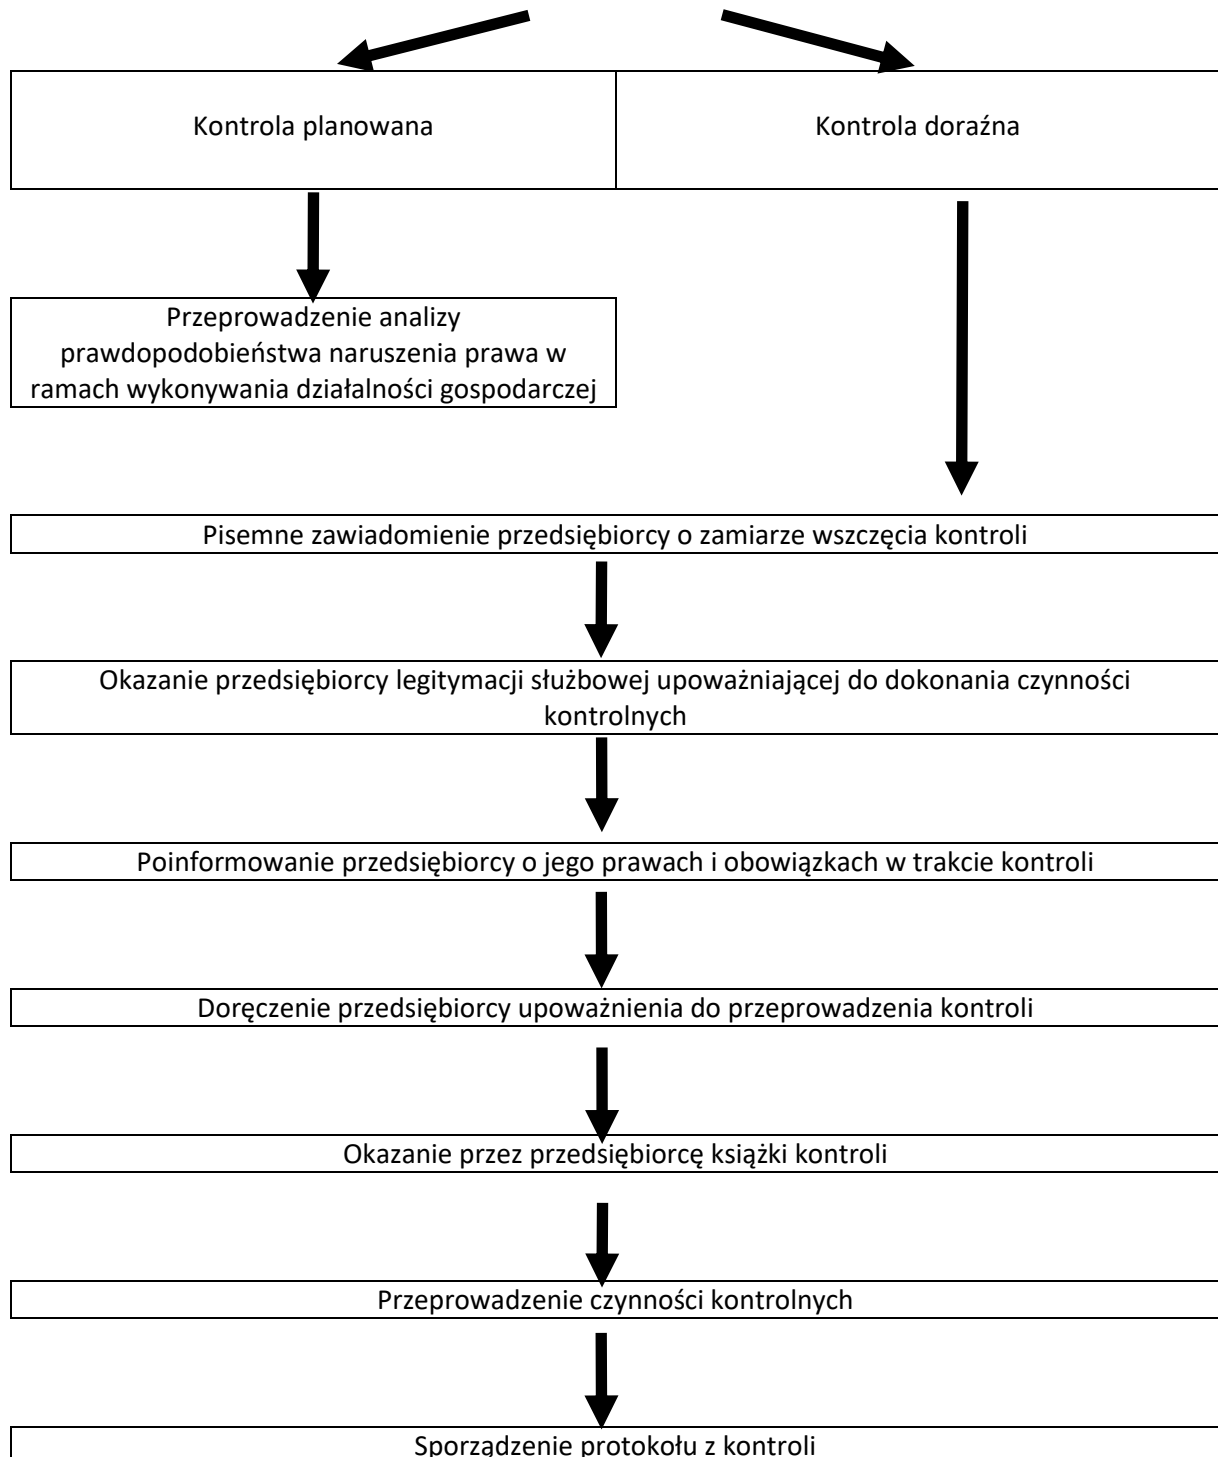 Kontrola planowana
Kontrola doraźna
Przeprowadzenie analizy
prawdopodobieństwa naruszenia prawa w
ramach wykonywania działalności gospodarczej
Pisemne zawiadomienie przedsiębiorcy o zamiarze wszczęcia kontroli
Okazanie przedsiębiorcy legitymacji służbowej upoważniającej do dokonania czynności
kontrolnych
Poinformowanie przedsiębiorcy o jego prawach i obowiązkach w trakcie kontroli
Doręczenie przedsiębiorcy upoważnienia do przeprowadzenia kontroli
Okazanie przez przedsiębiorcę książki kontroli
Przeprowadzenie czynności kontrolnych
Sporządzenie protokołu z kontroli